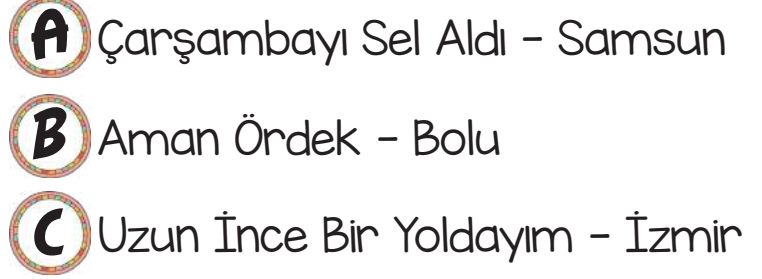 A Çarşambayı Sel Aldı - Samsun
B Aman Ördek - Bolu
C Uzun İnce Bir Yoldayım - İzmir